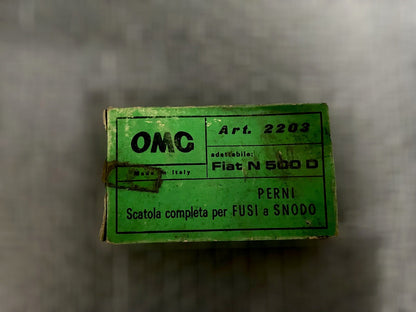 OMC
Art. 2203
adattabile:
Fiat N 500 D
Made in Italy
PERNI
Scatola completa per FUSI a SNODO